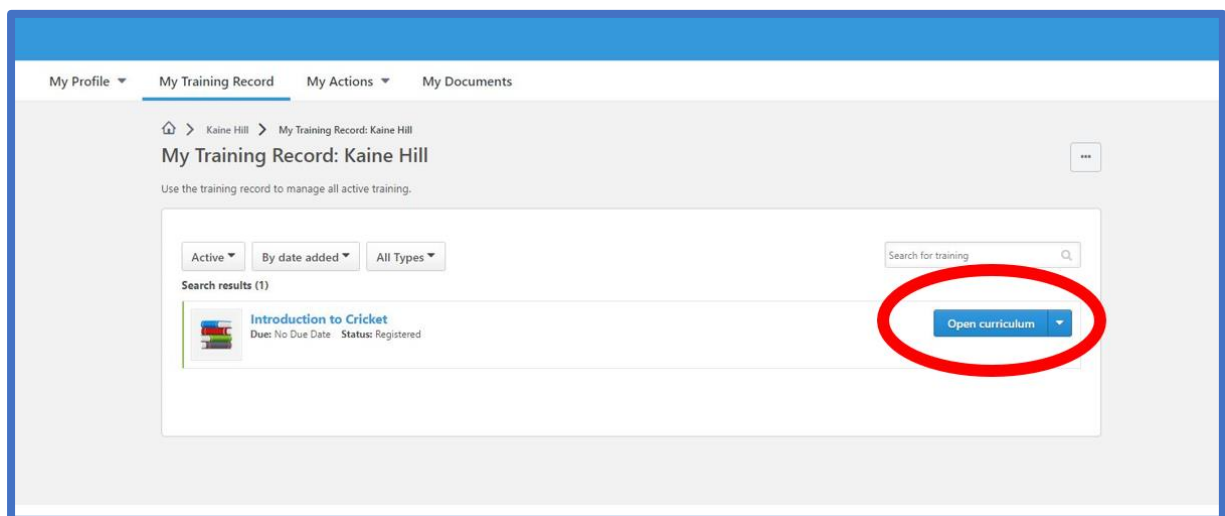 My Profile My Training Record My Actions My Documents
Kaine Hill My Training Record: Kaine Hill
My Training Record: Kaine Hill
...
Use the training record to manage all active training.
Active By date added All Types Search for training
Search results (1)
Introduction to Cricket
Due: No Due Date Status: Registered
Open curriculum